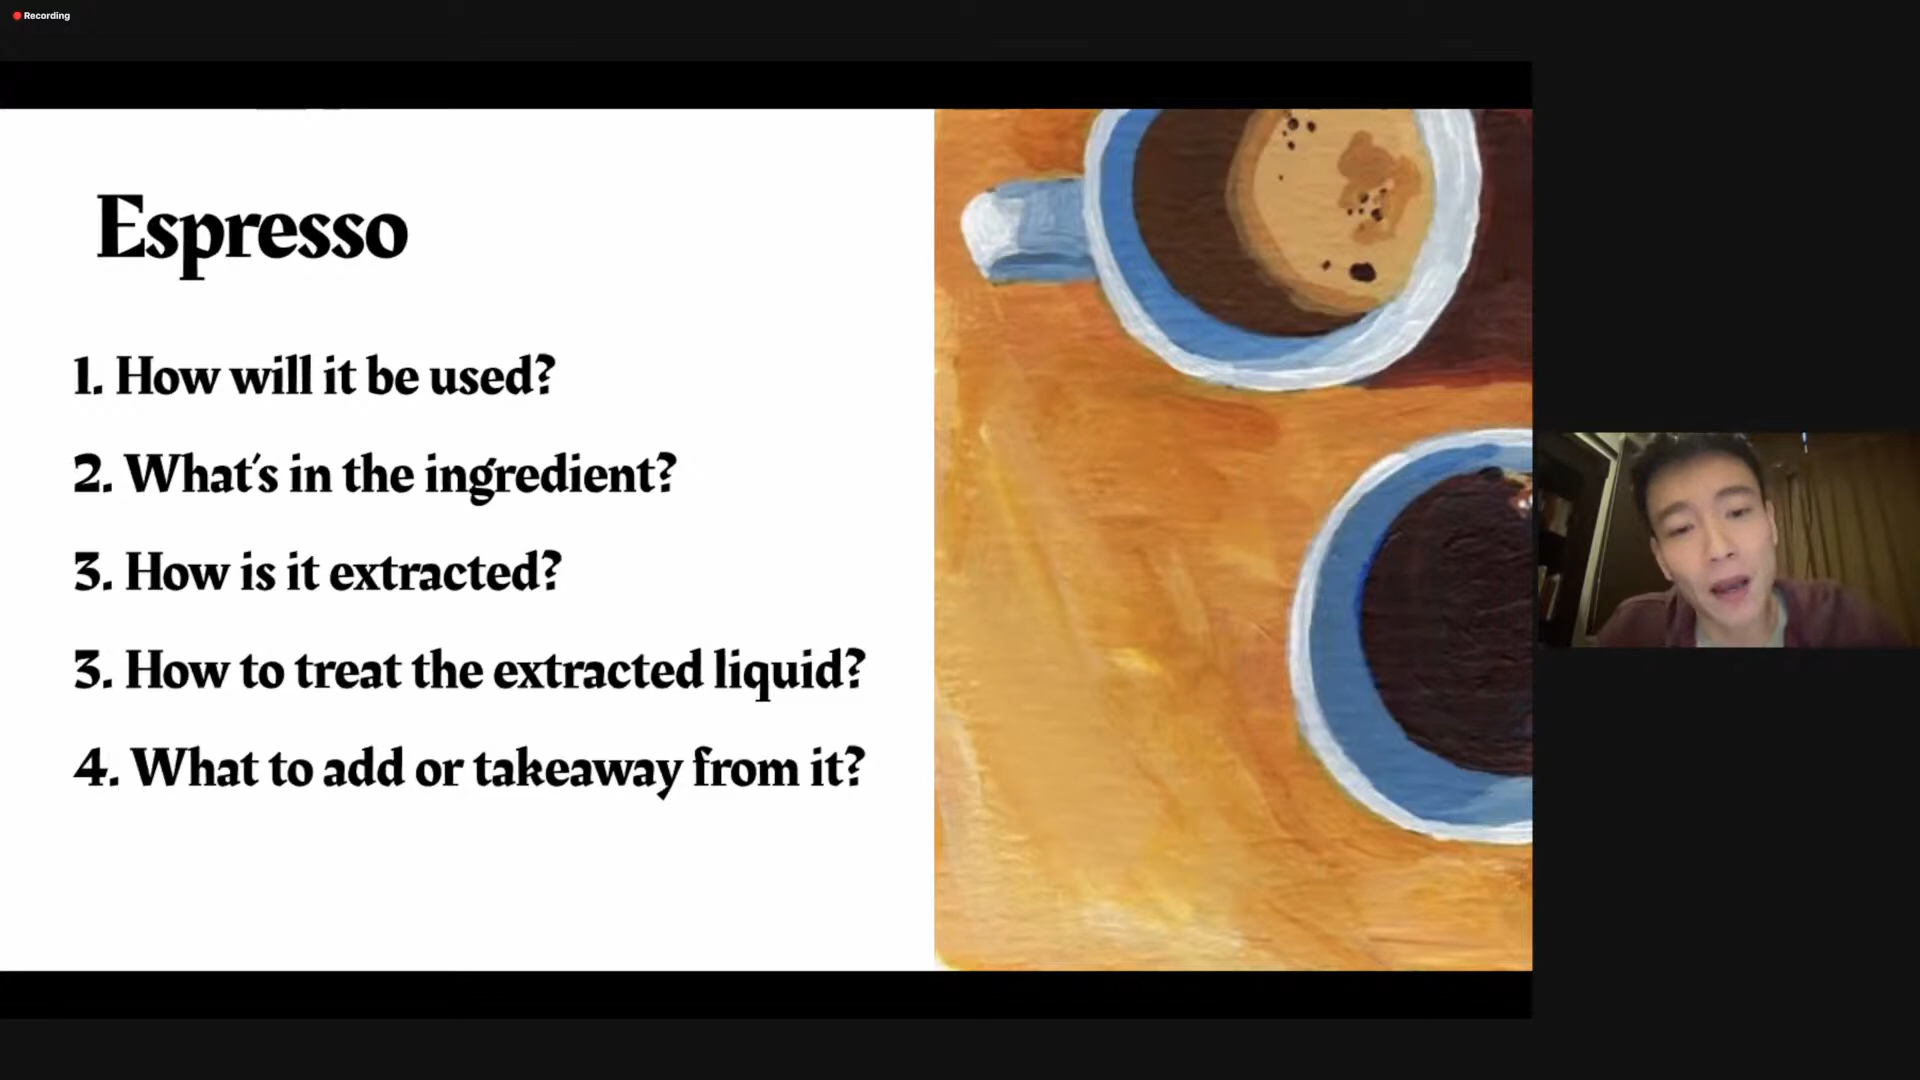 Recording
Espresso
1. How will it be used?
2. What's in the ingredient?
3. How is it extracted?
3. How to treat the extracted liquid?
4. What to add or takeaway from it?